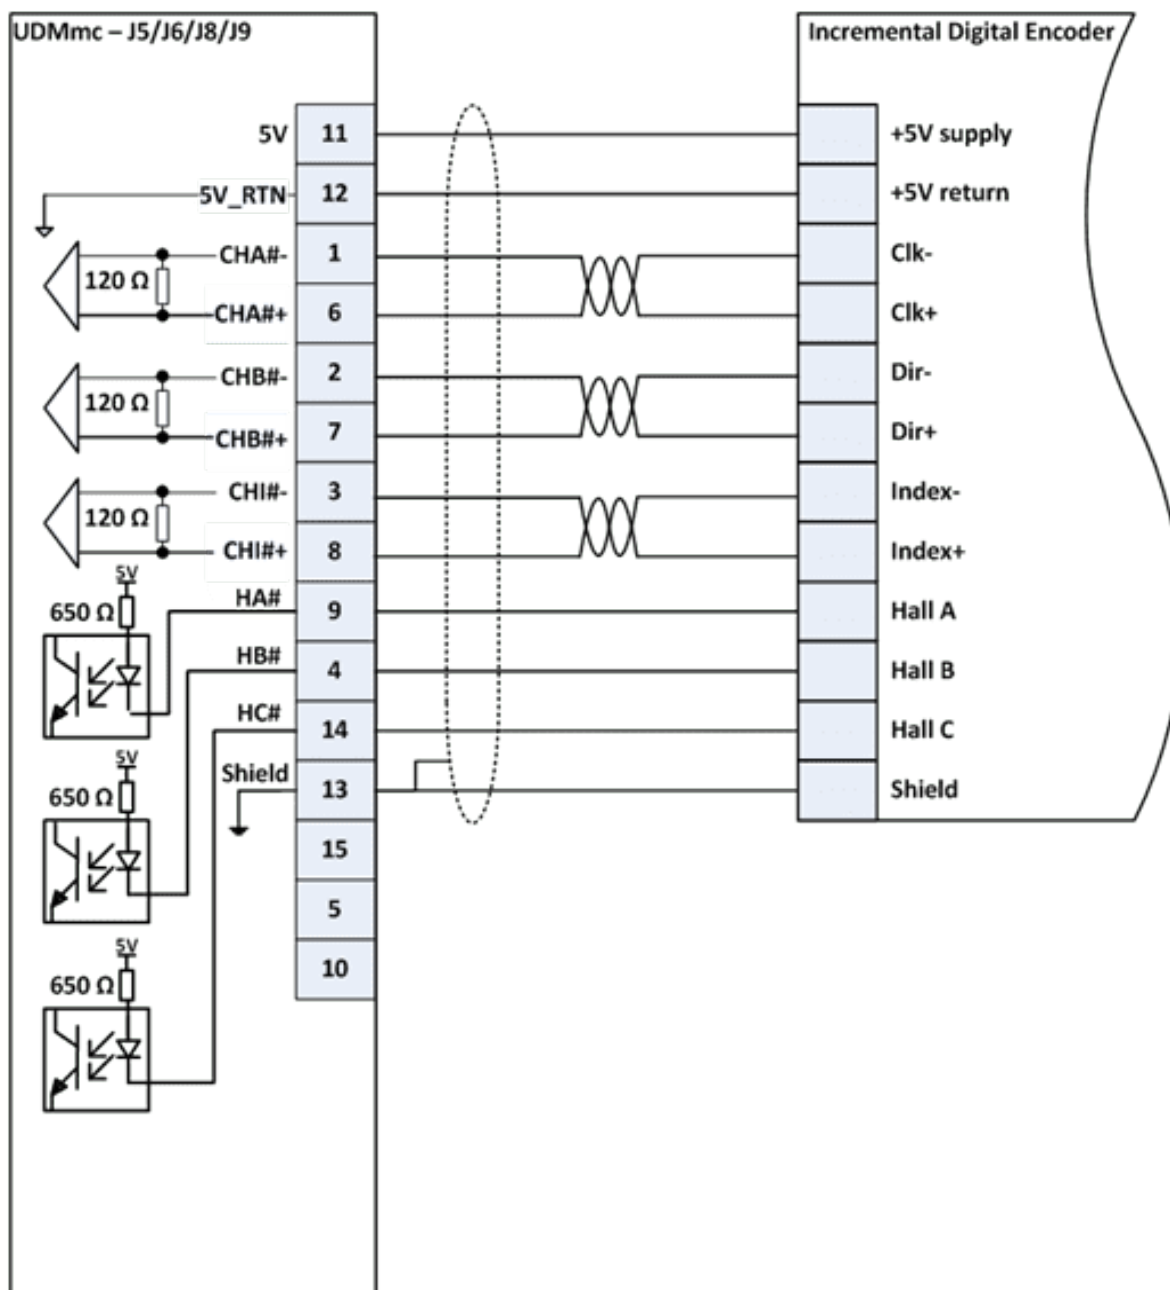 UDMmc – J5/J6/J8/J9
Incremental Digital Encoder
5V 11 +5V supply
5V_RTN 12 +5V return
CHA#- 1 Clk-
120 Ω
CHA#+ 6 Clk+
CHB#- 2 Dir-
120 Ω
CHB#+ 7 Dir+
CHI#- 3 Index-
120 Ω
CHI#+ 8 Index+
5V
650 Ω
HA# 9 Hall A
HB# 4 Hall B
HC# 14 Hall C
5V
Shield 13 Shield
650 Ω
15
5
5V
10
650 Ω